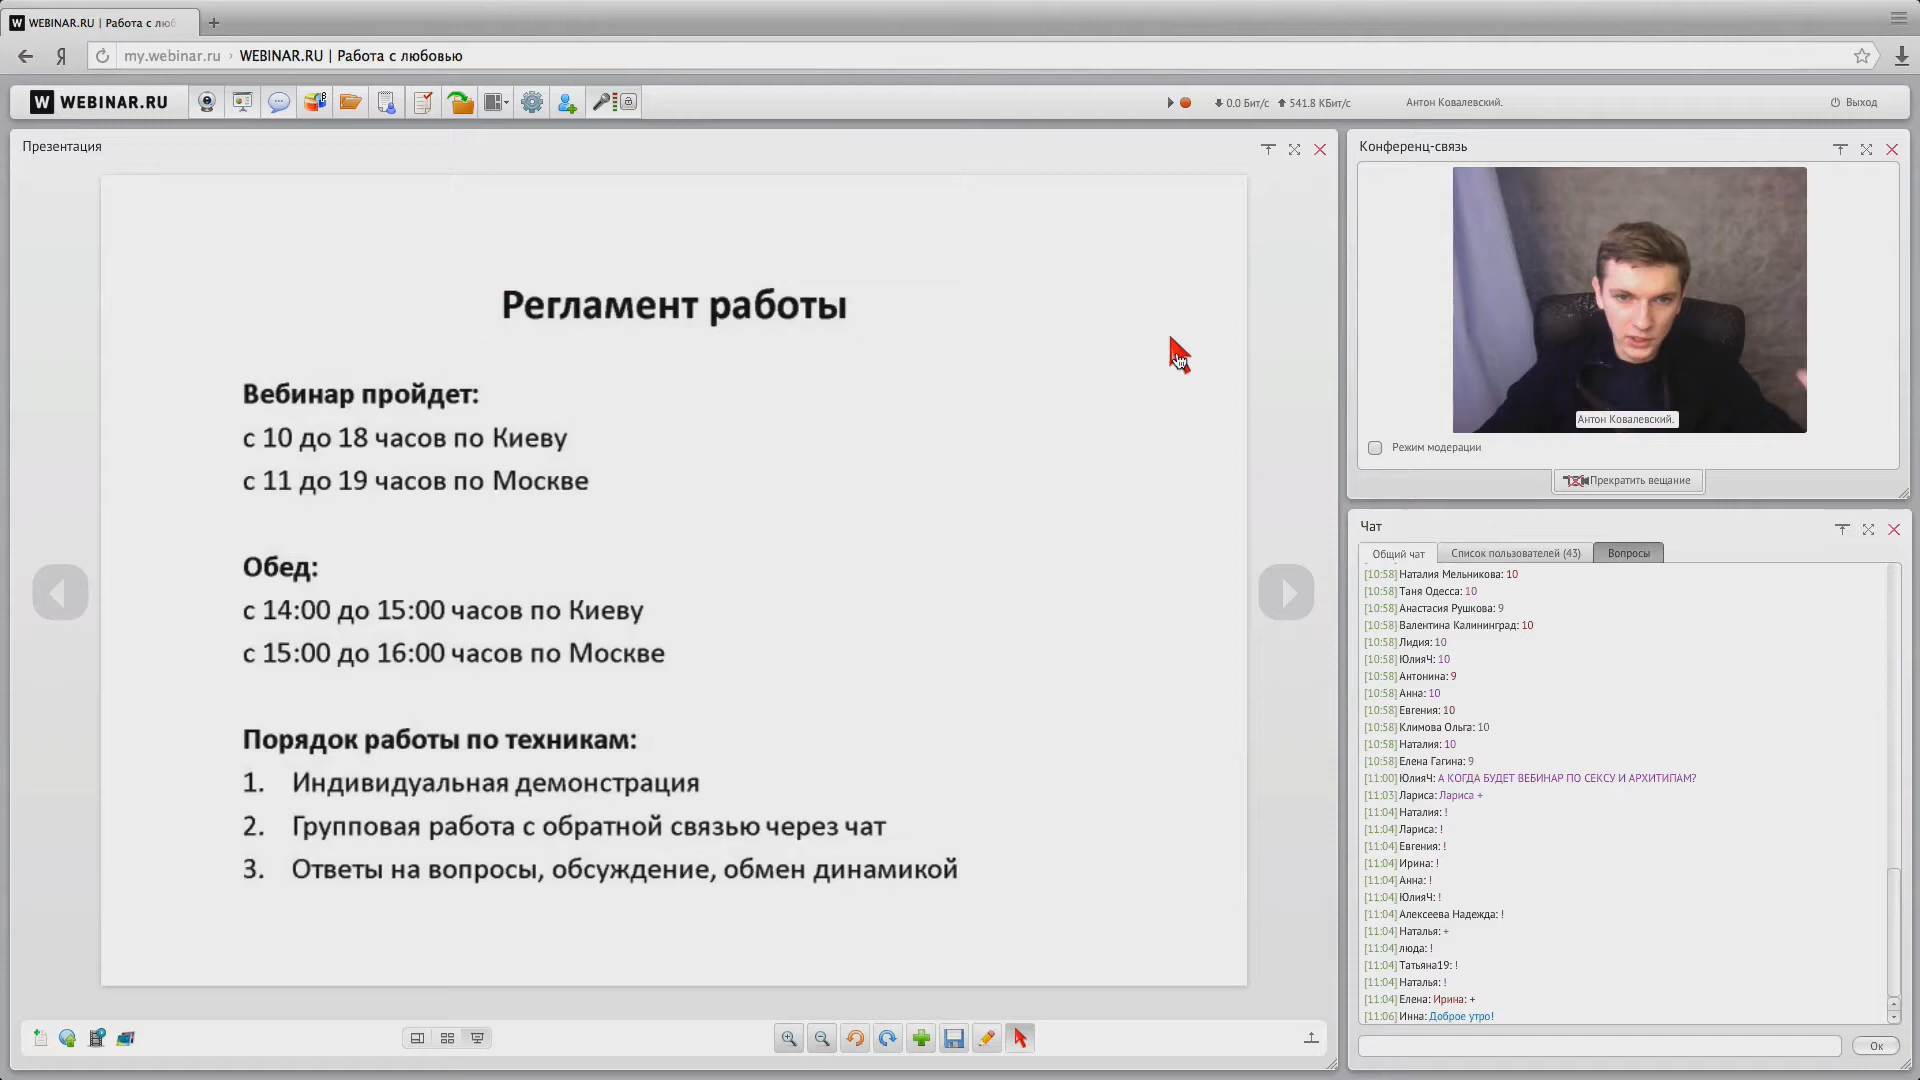 WEBINAR.RU | Работа с люб
my.webinar.ru › WEBINAR.RU | Работа с любовью
WEBINAR.RU
0.0 Бит/с 541.8 КБит/с
Антон Ковалевский.
Выход
Презентация
Регламент работы
Вебинар пройдет:
с 10 до 18 часов по Киеву
с 11 до 19 часов по Москве
Обед:
с 14:00 до 15:00 часов по Киеву
с 15:00 до 16:00 часов по Москве
Порядок работы по техникам:
1. Индивидуальная демонстрация
2. Групповая работа с обратной связью через чат
3. Ответы на вопросы, обсуждение, обмен динамикой
Конференц-связь
Антон Ковалевский.
Режим модерации
Прекратить вещание
Чат
Общий чат
Список пользователей (43)
Вопросы
[10:58] Наталия Мельникова: 10
[10:58] Таня Одесса: 10
[10:58] Анастасия Рушкова: 9
[10:58] Валентина Калининград: 10
[10:58] Лидия: 10
[10:58] ЮлияЧ: 10
[10:58] Антонина: 9
[10:58] Анна: 10
[10:58] Евгения: 10
[10:58] Климова Ольга: 10
[10:58] Наталия: 10
[10:58] Елена Гагина: 9
[11:00] ЮлияЧ: А КОГДА БУДЕТ ВЕБИНАР ПО СЕКСУ И АРХИТИПАМ?
[11:03] Лариса: Лариса +
[11:04] Наталия: !
[11:04] Лариса: !
[11:04] Евгения: !
[11:04] Ирина: !
[11:04] Анна: !
[11:04] ЮлияЧ: !
[11:04] Алексеева Надежда: !
[11:04] Наталья: +
[11:04] люда: !
[11:04] Татьяна19: !
[11:04] Наталья: !
[11:04] Елена: Ирина: +
[11:06] Инна: Доброе утро!
Ок